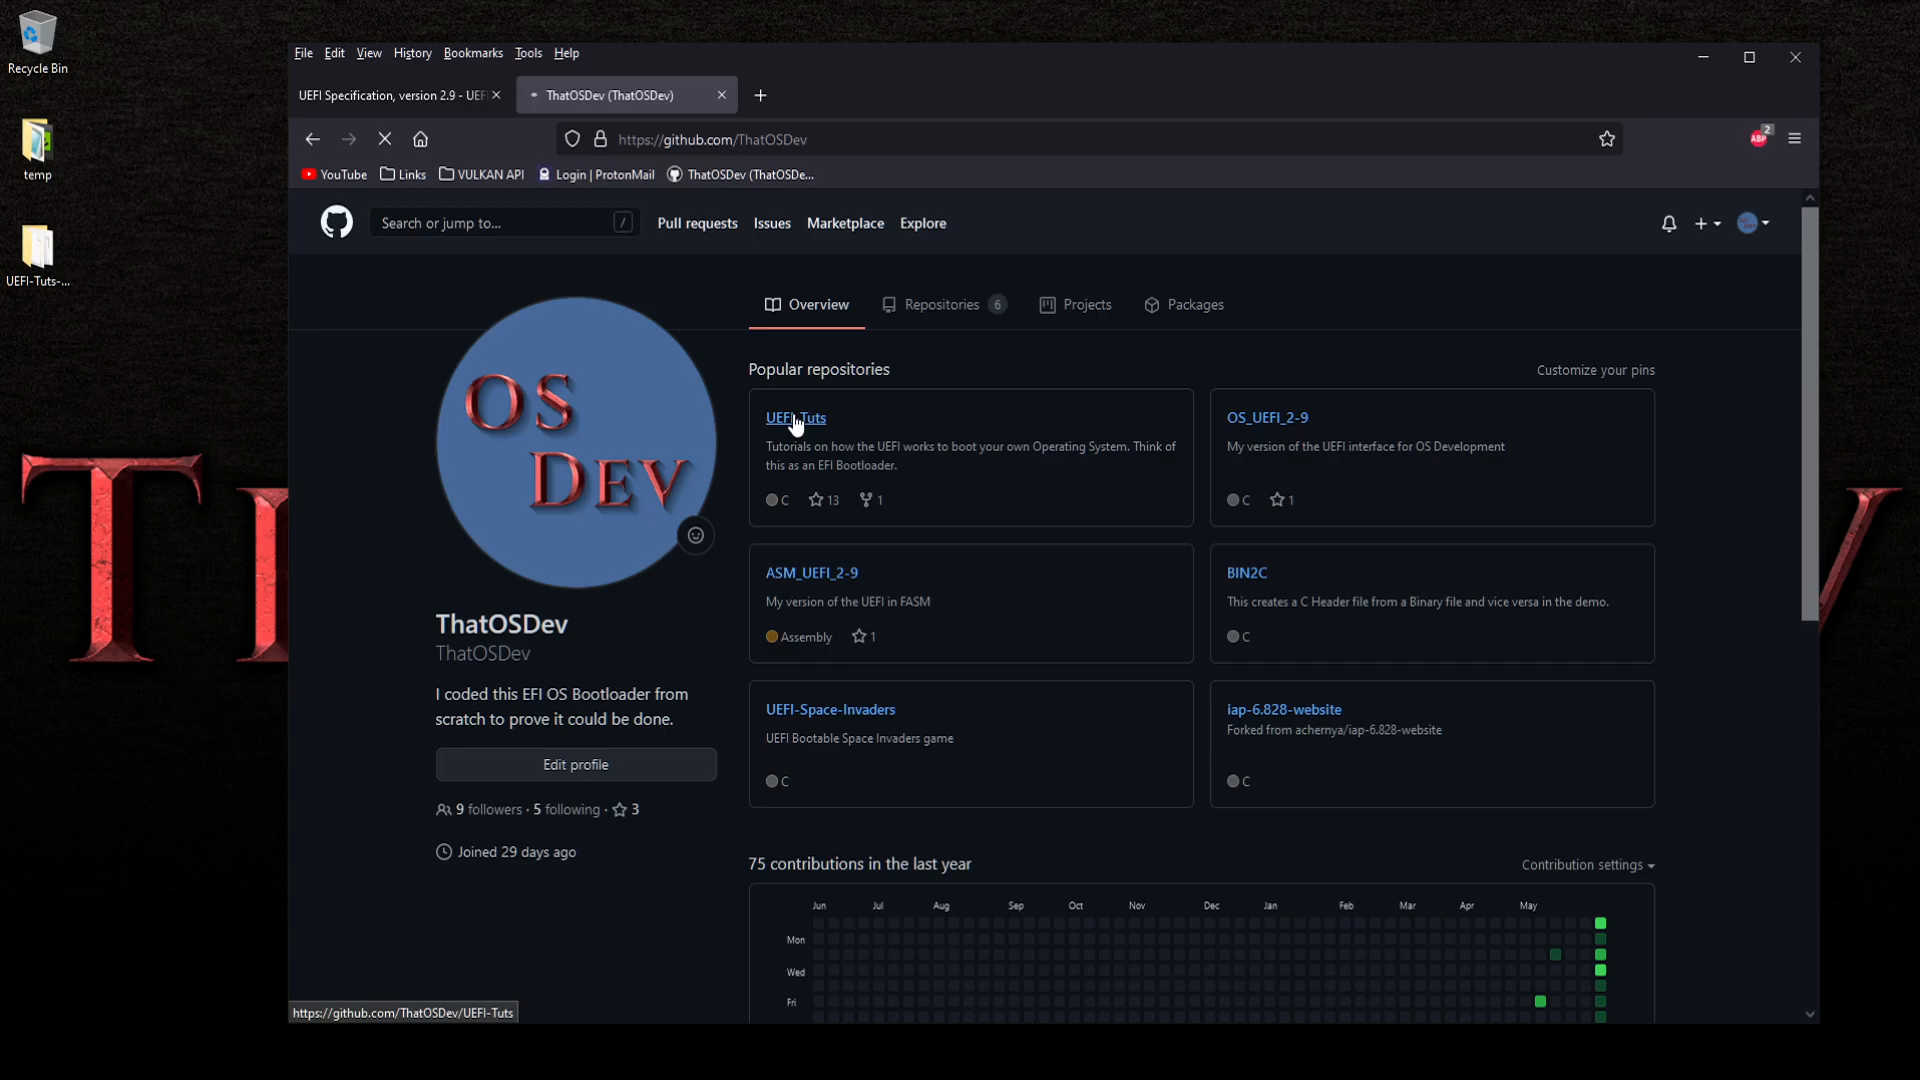 Recycle Bin
temp
UEFI-Tuts-...
File Edit View History Bookmarks Tools Help
UEFI Specification, version 2.9 - UEF
ThatOSDev (ThatOSDev)
https://github.com/ThatOSDev
ABP
2
YouTube Links VULKAN API Login | ProtonMail ThatOSDev (ThatOSDe...
Search or jump to... /
Pull requests Issues Marketplace Explore
Overview Repositories 6 Projects Packages
OS
DEV
ThatOSDev
ThatOSDev
I coded this EFI OS Bootloader from
scratch to prove it could be done.
Edit profile
9 followers · 5 following · 3
Joined 29 days ago
Popular repositories
Customize your pins
UEFI-Tuts
Tutorials on how the UEFI works to boot your own Operating System. Think of
this as an EFI Bootloader.
C 13 1
OS_UEFI_2-9
My version of the UEFI interface for OS Development
C 1
ASM_UEFI_2-9
My version of the UEFI in FASM
Assembly 1
BIN2C
This creates a C Header file from a Binary file and vice versa in the demo.
C
UEFI-Space-Invaders
UEFI Bootable Space Invaders game
C
iap-6.828-website
Forked from achernya/iap-6.828-website
C
75 contributions in the last year
Contribution settings
Jun Jul Aug Sep Oct Nov Dec Jan Feb Mar Apr May
Mon
Wed
Fri
https://github.com/ThatOSDev/UEFI-Tuts